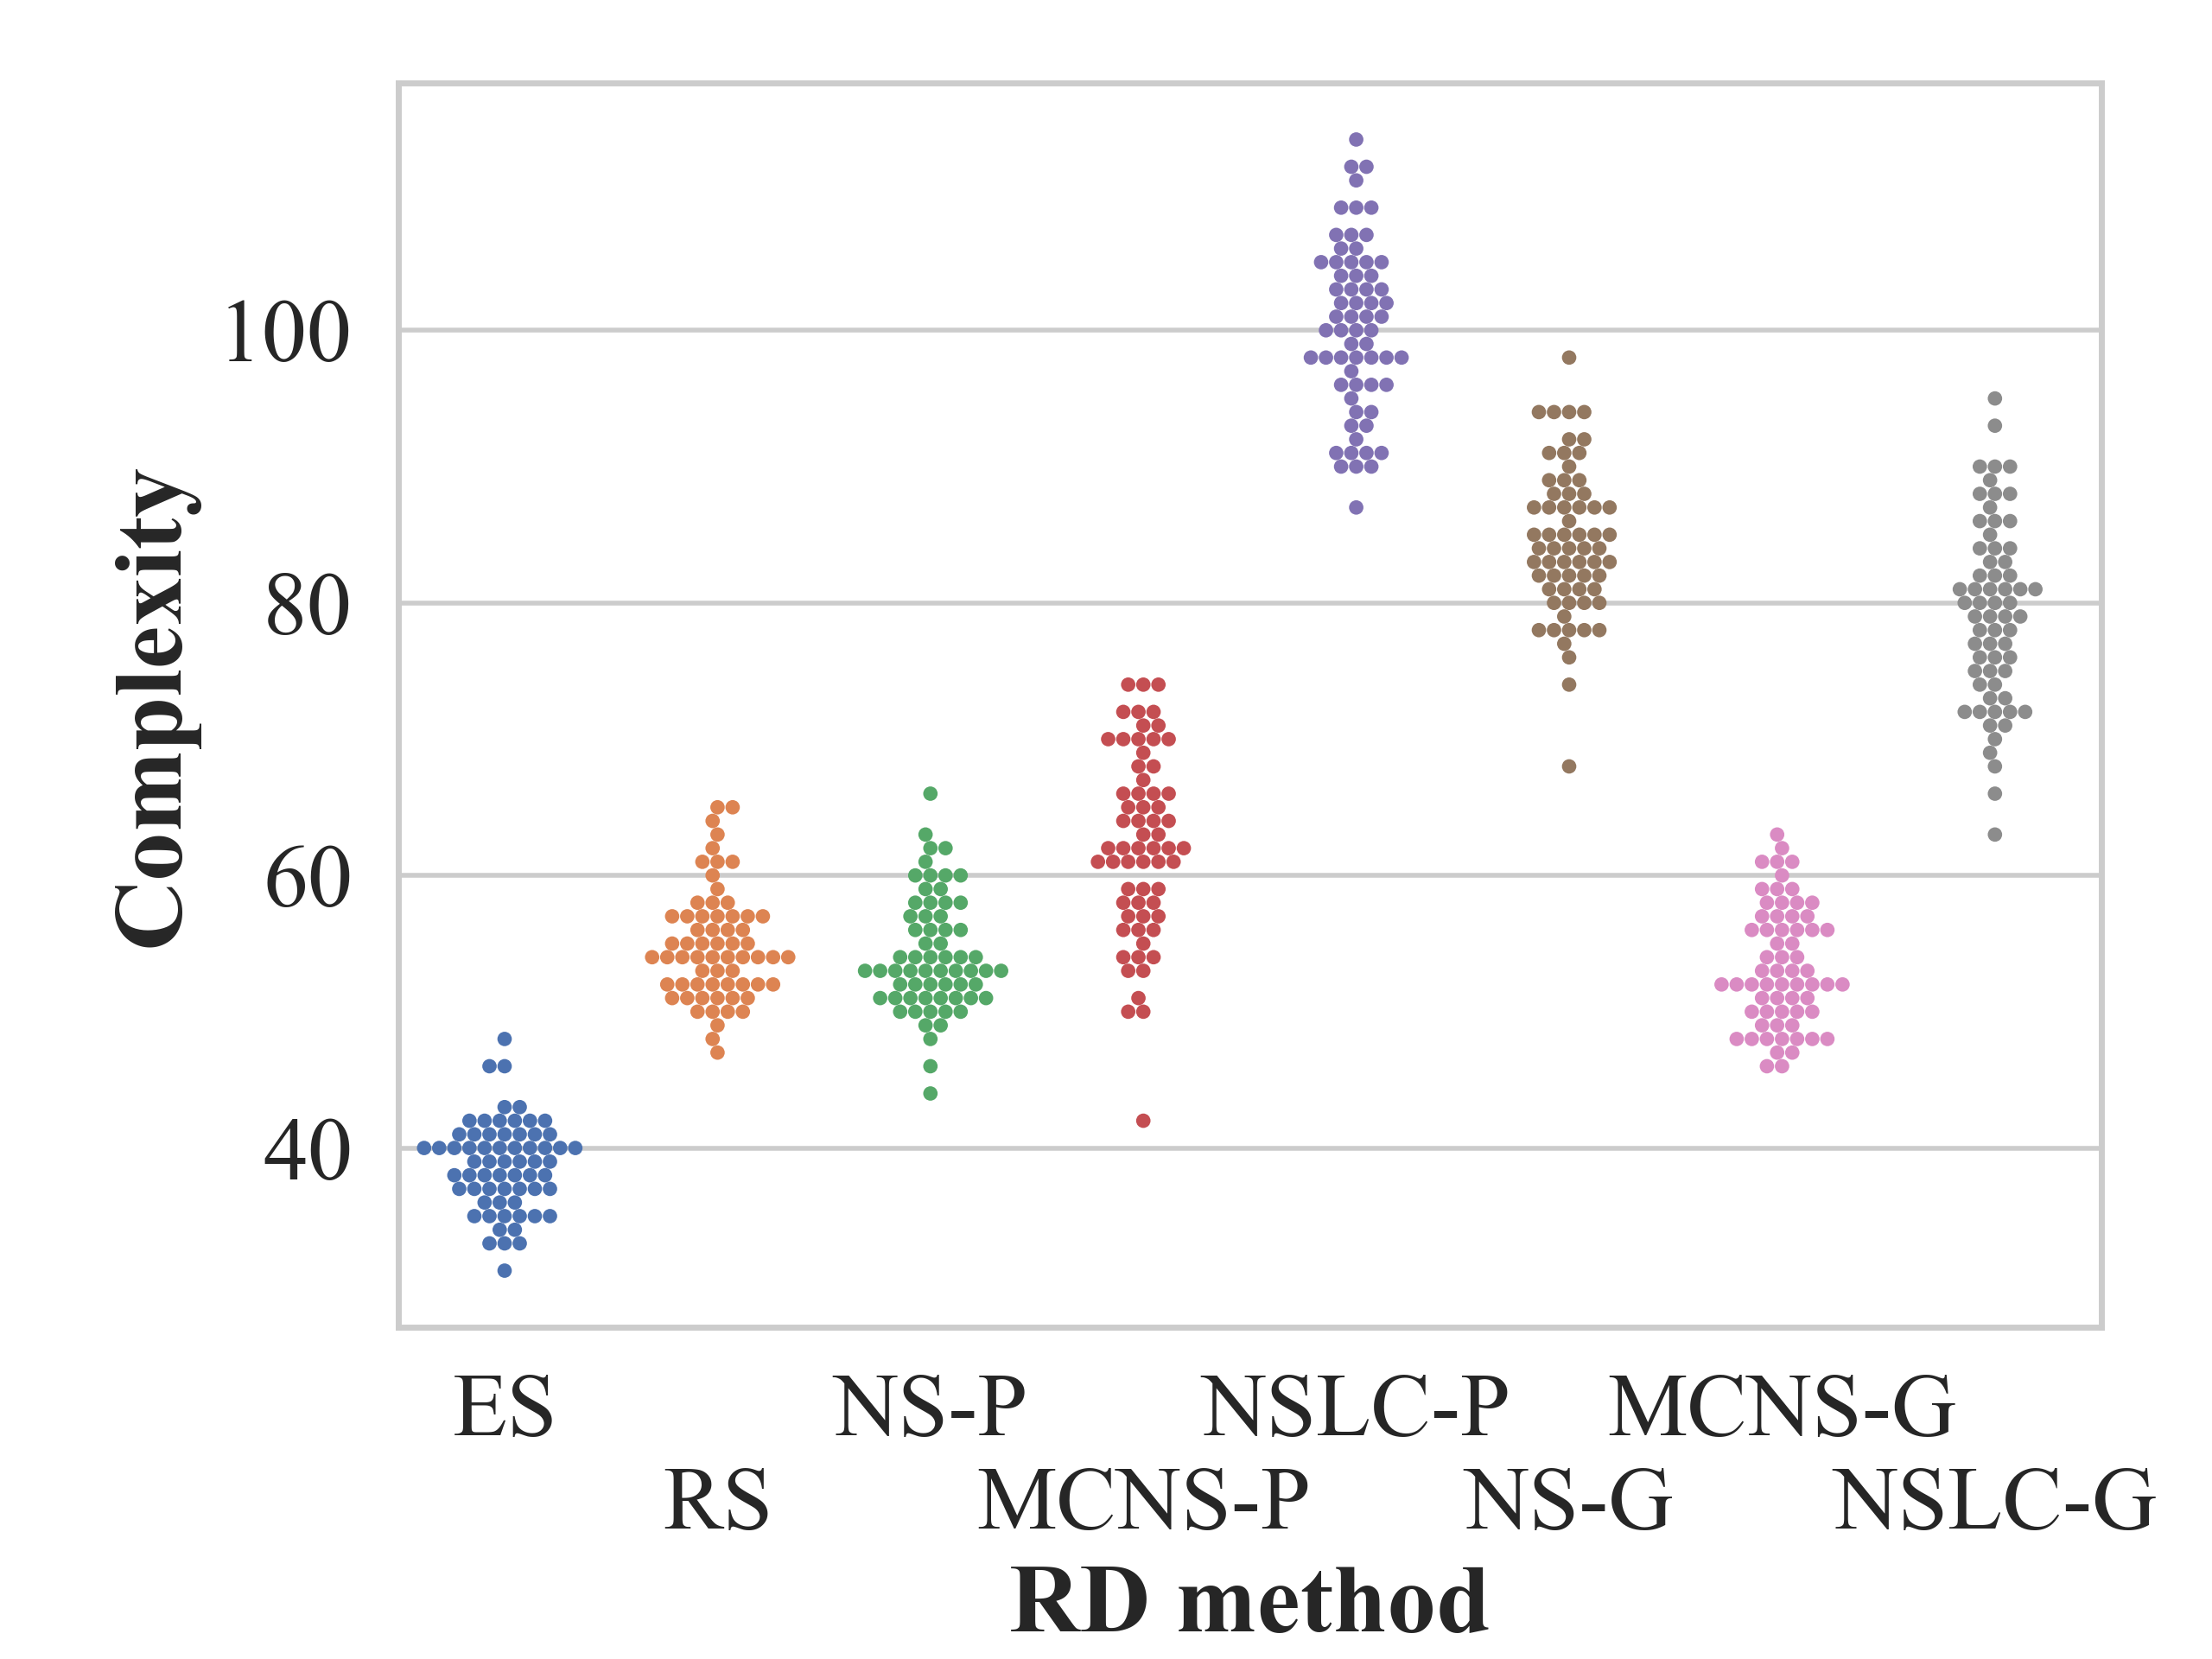 Complexity
100
80
60
40
ES NS-P NSLC-P MCNS-G
RS MCNS-P NS-G NSLC-G
RD method